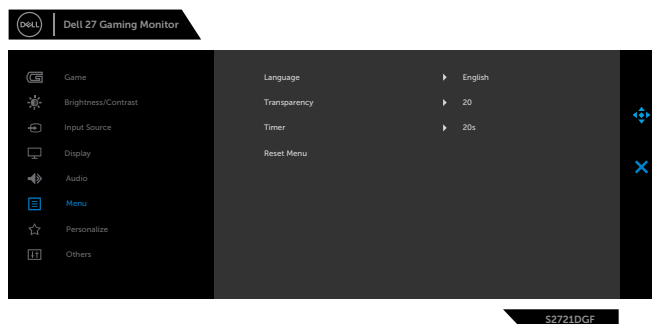 DELL Dell 27 Gaming Monitor
Game
Brightness/Contrast
Input Source
Display
Audio
Menu
Personalize
Others
Language English
Transparency 20
Timer 20s
Reset Menu
S2721DGF